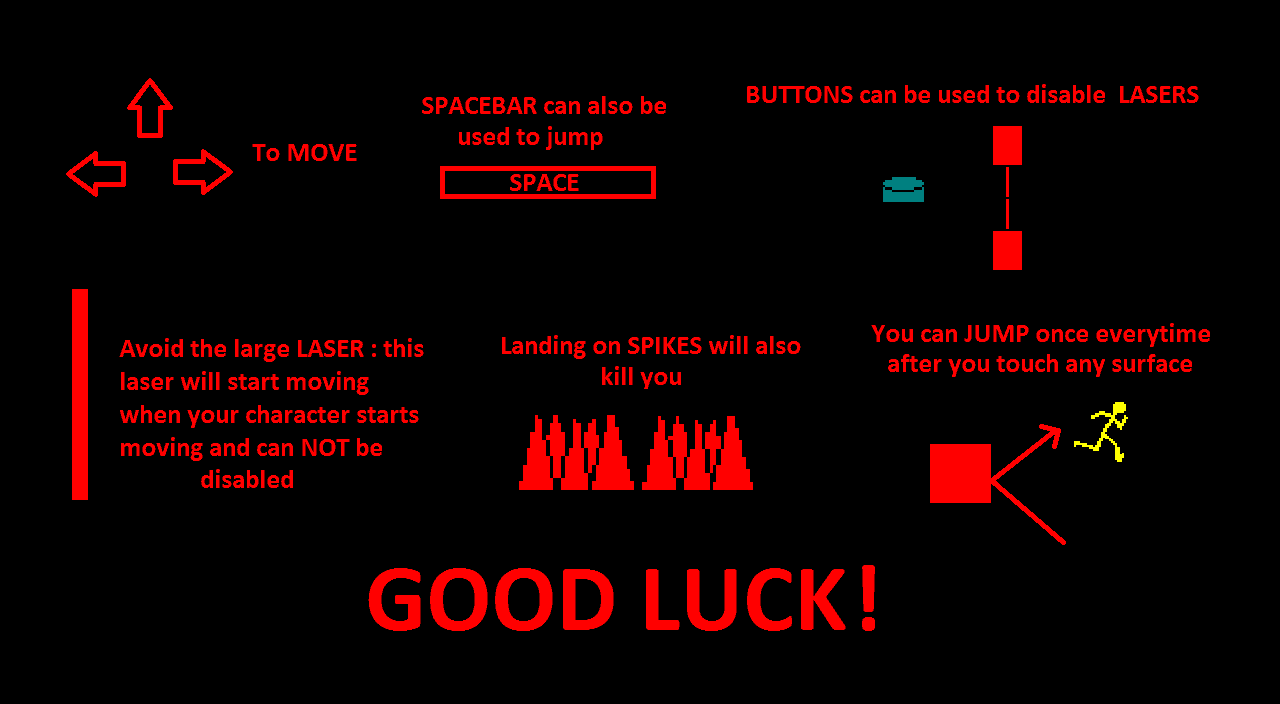 To MOVE
SPACEBAR can also be
used to jump
SPACE
BUTTONS can be used to disable  LASERS
Avoid the large LASER : this
laser will start moving
when your character starts
moving and can NOT be
disabled
Landing on SPIKES will also
kill you
You can JUMP once everytime
after you touch any surface
GOOD LUCK!